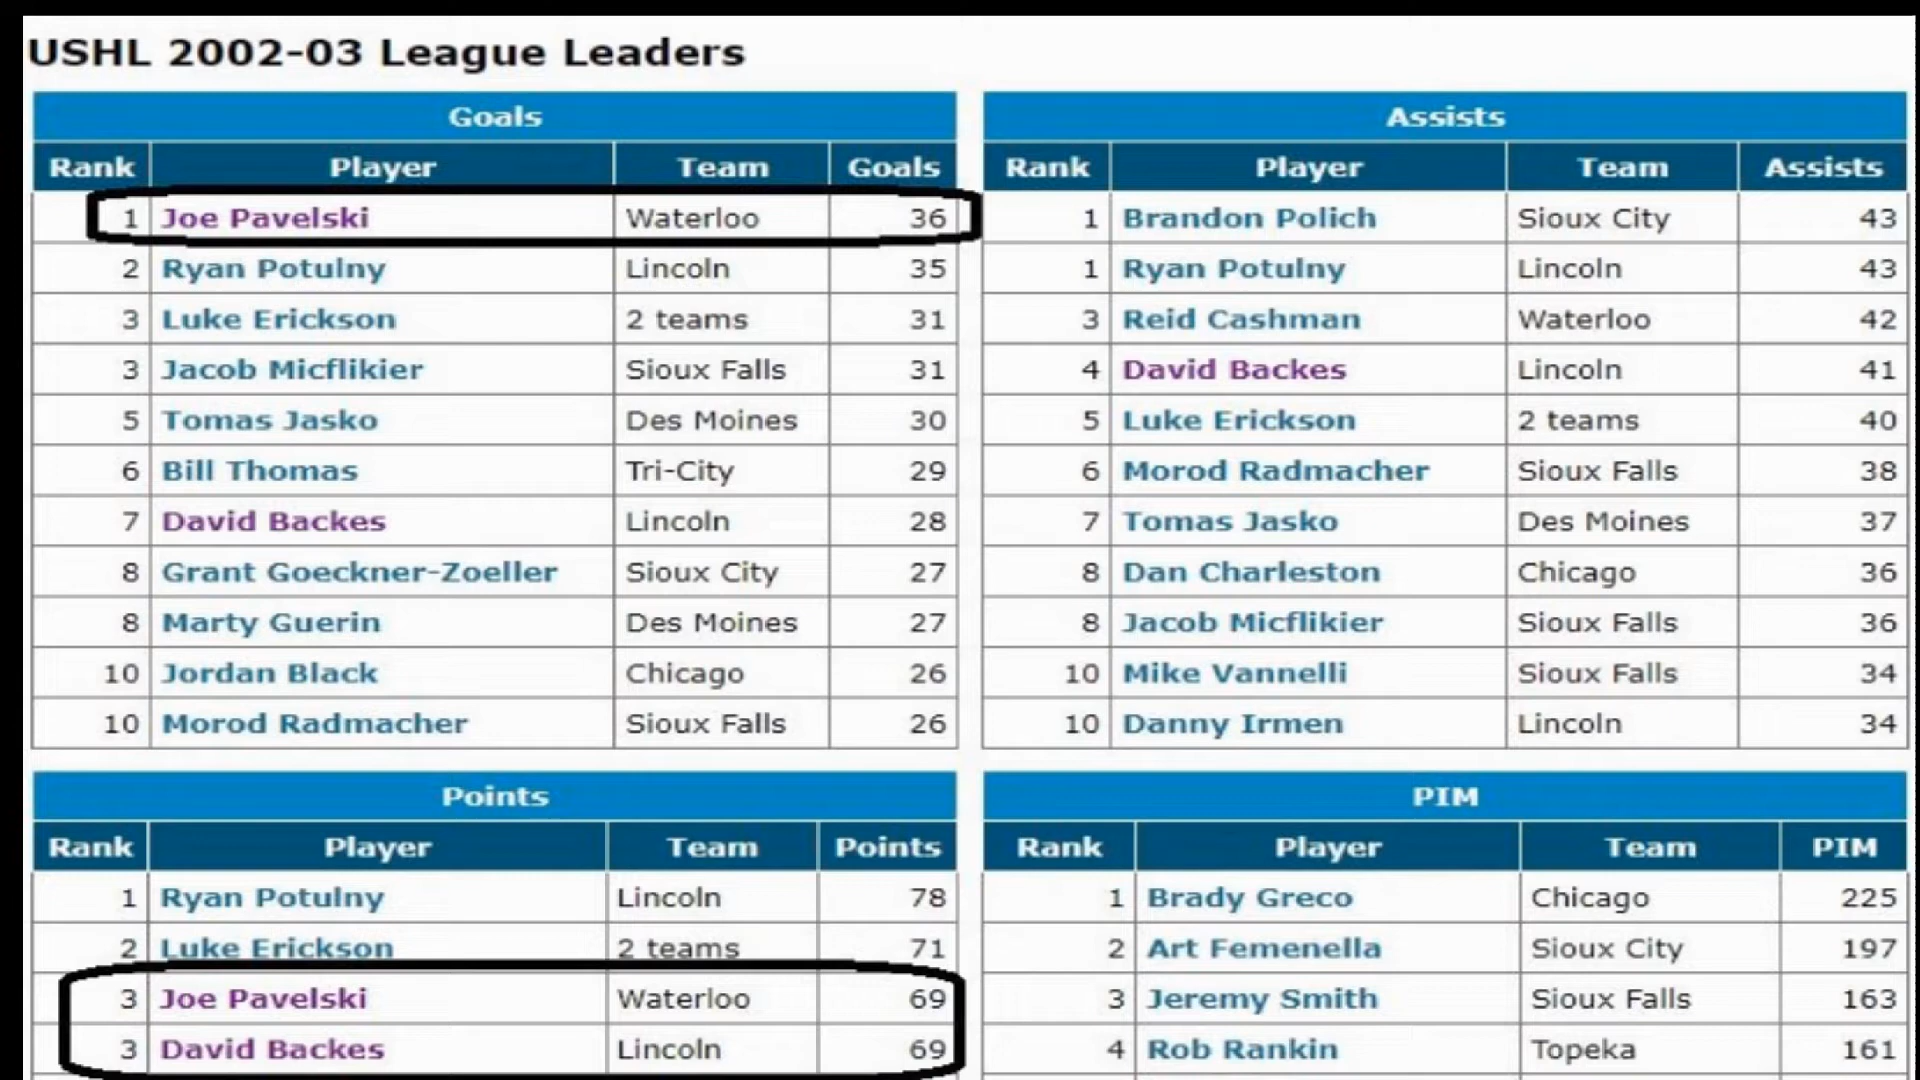 USHL 2002-03 League Leaders
Goals
Rank Player Team Goals
1 Joe Pavelski Waterloo 36
2 Ryan Potulny Lincoln 35
3 Luke Erickson 2 teams 31
3 Jacob Micflikier Sioux Falls 31
5 Tomas Jasko Des Moines 30
6 Bill Thomas Tri-City 29
7 David Backes Lincoln 28
8 Grant Goeckner-Zoeller Sioux City 27
8 Marty Guerin Des Moines 27
10 Jordan Black Chicago 26
10 Morod Radmacher Sioux Falls 26
Assists
Rank Player Team Assists
1 Brandon Polich Sioux City 43
1 Ryan Potulny Lincoln 43
3 Reid Cashman Waterloo 42
4 David Backes Lincoln 41
5 Luke Erickson 2 teams 40
6 Morod Radmacher Sioux Falls 38
7 Tomas Jasko Des Moines 37
8 Dan Charleston Chicago 36
8 Jacob Micflikier Sioux Falls 36
10 Mike Vannelli Sioux Falls 34
10 Danny Irmen Lincoln 34
Points
Rank Player Team Points
1 Ryan Potulny Lincoln 78
2 Luke Erickson 2 teams 71
3 Joe Pavelski Waterloo 69
3 David Backes Lincoln 69
PIM
Rank Player Team PIM
1 Brady Greco Chicago 225
2 Art Femenella Sioux City 197
3 Jeremy Smith Sioux Falls 163
4 Rob Rankin Topeka 161